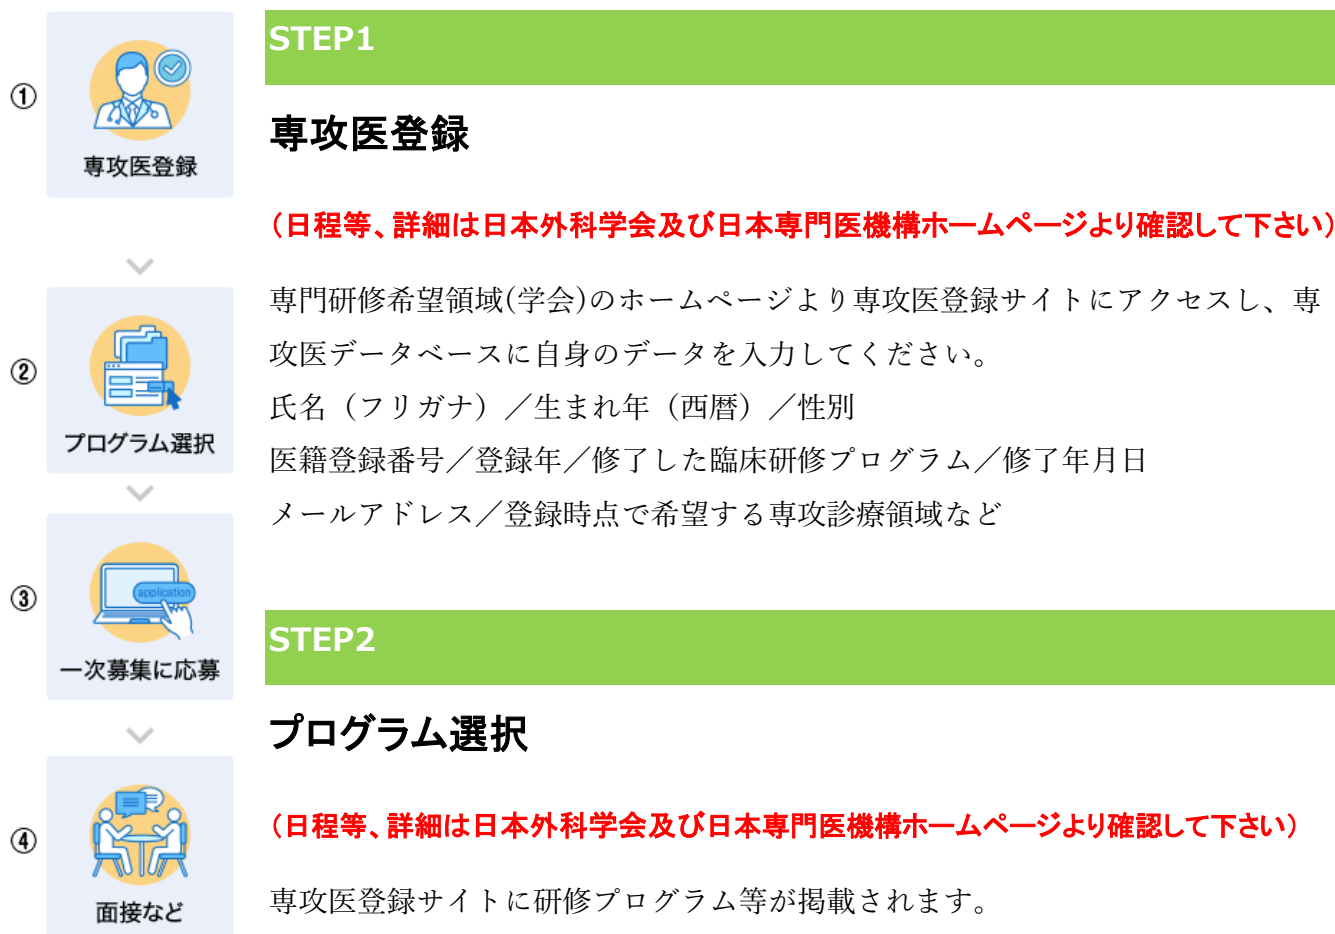 ①
専攻医登録
②
プログラム選択
③
application
一次募集に応募
④
面接など
STEP1
専攻医登録
（日程等、詳細は日本外科学会及び日本専門医機構ホームページより確認して下さい）
専門研修希望領域(学会)のホームページより専攻医登録サイトにアクセスし、専
攻医データベースに自身のデータを入力してください。
氏名（フリガナ）／生まれ年（西暦）／性別
医籍登録番号／登録年／修了した臨床研修プログラム／修了年月日
メールアドレス／登録時点で希望する専攻診療領域など
STEP2
プログラム選択
（日程等、詳細は日本外科学会及び日本専門医機構ホームページより確認して下さい）
専攻医登録サイトに研修プログラム等が掲載されます。